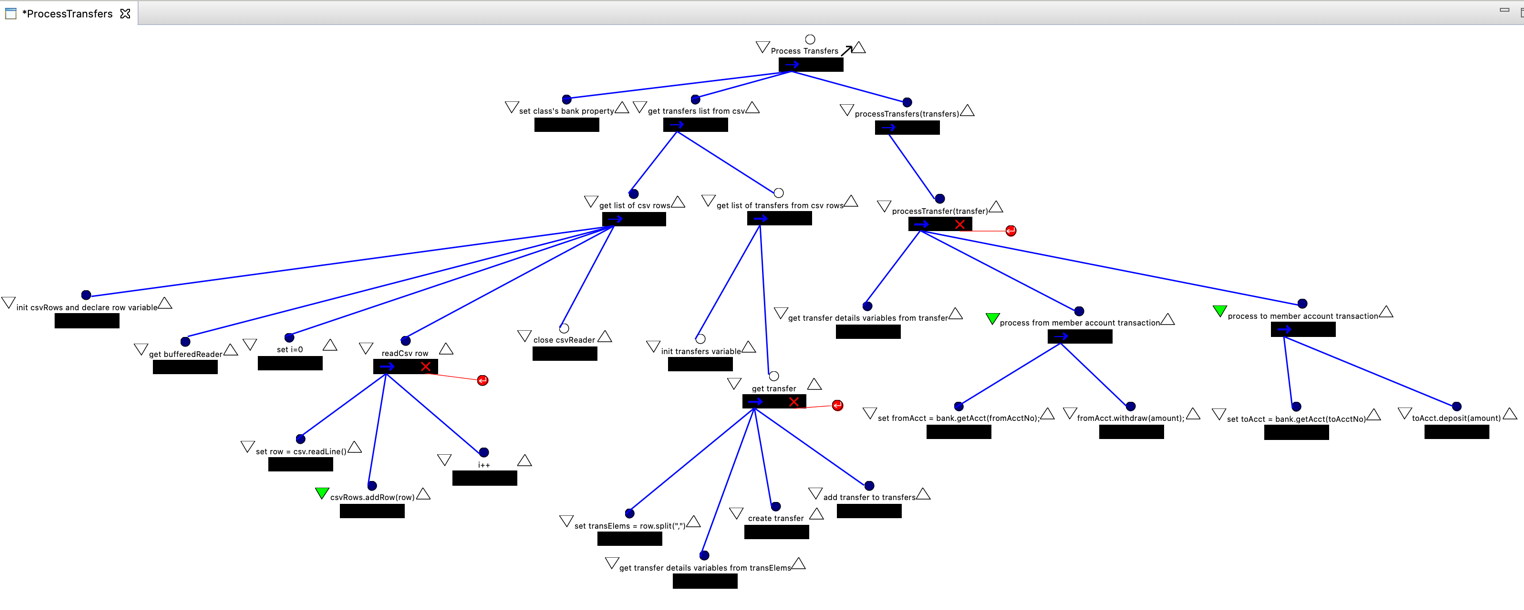 *ProcessTransfers
Process Transfers
set class's bank property
get transfers list from csv
processTransfers(transfers)
get list of csv rows
get list of transfers from csv rows
processTransfer(transfer)
init csvRows and declare row variable
get bufferedReader
set i=0
readCsv row
close csvReader
init transfers variable
get transfer
get transfer details variables from transfer
process from member account transaction
process to member account transaction
set row = csv.readLine()
csvRows.addRow(row)
i++
set transElems = row.split(",")
get transfer details variables from transElems
create transfer
add transfer to transfers
set fromAcct = bank.getAcct(fromAcctNo);
fromAcct.withdraw(amount);
set toAcct = bank.getAcct(toAcctNo)
toAcct.deposit(amount)